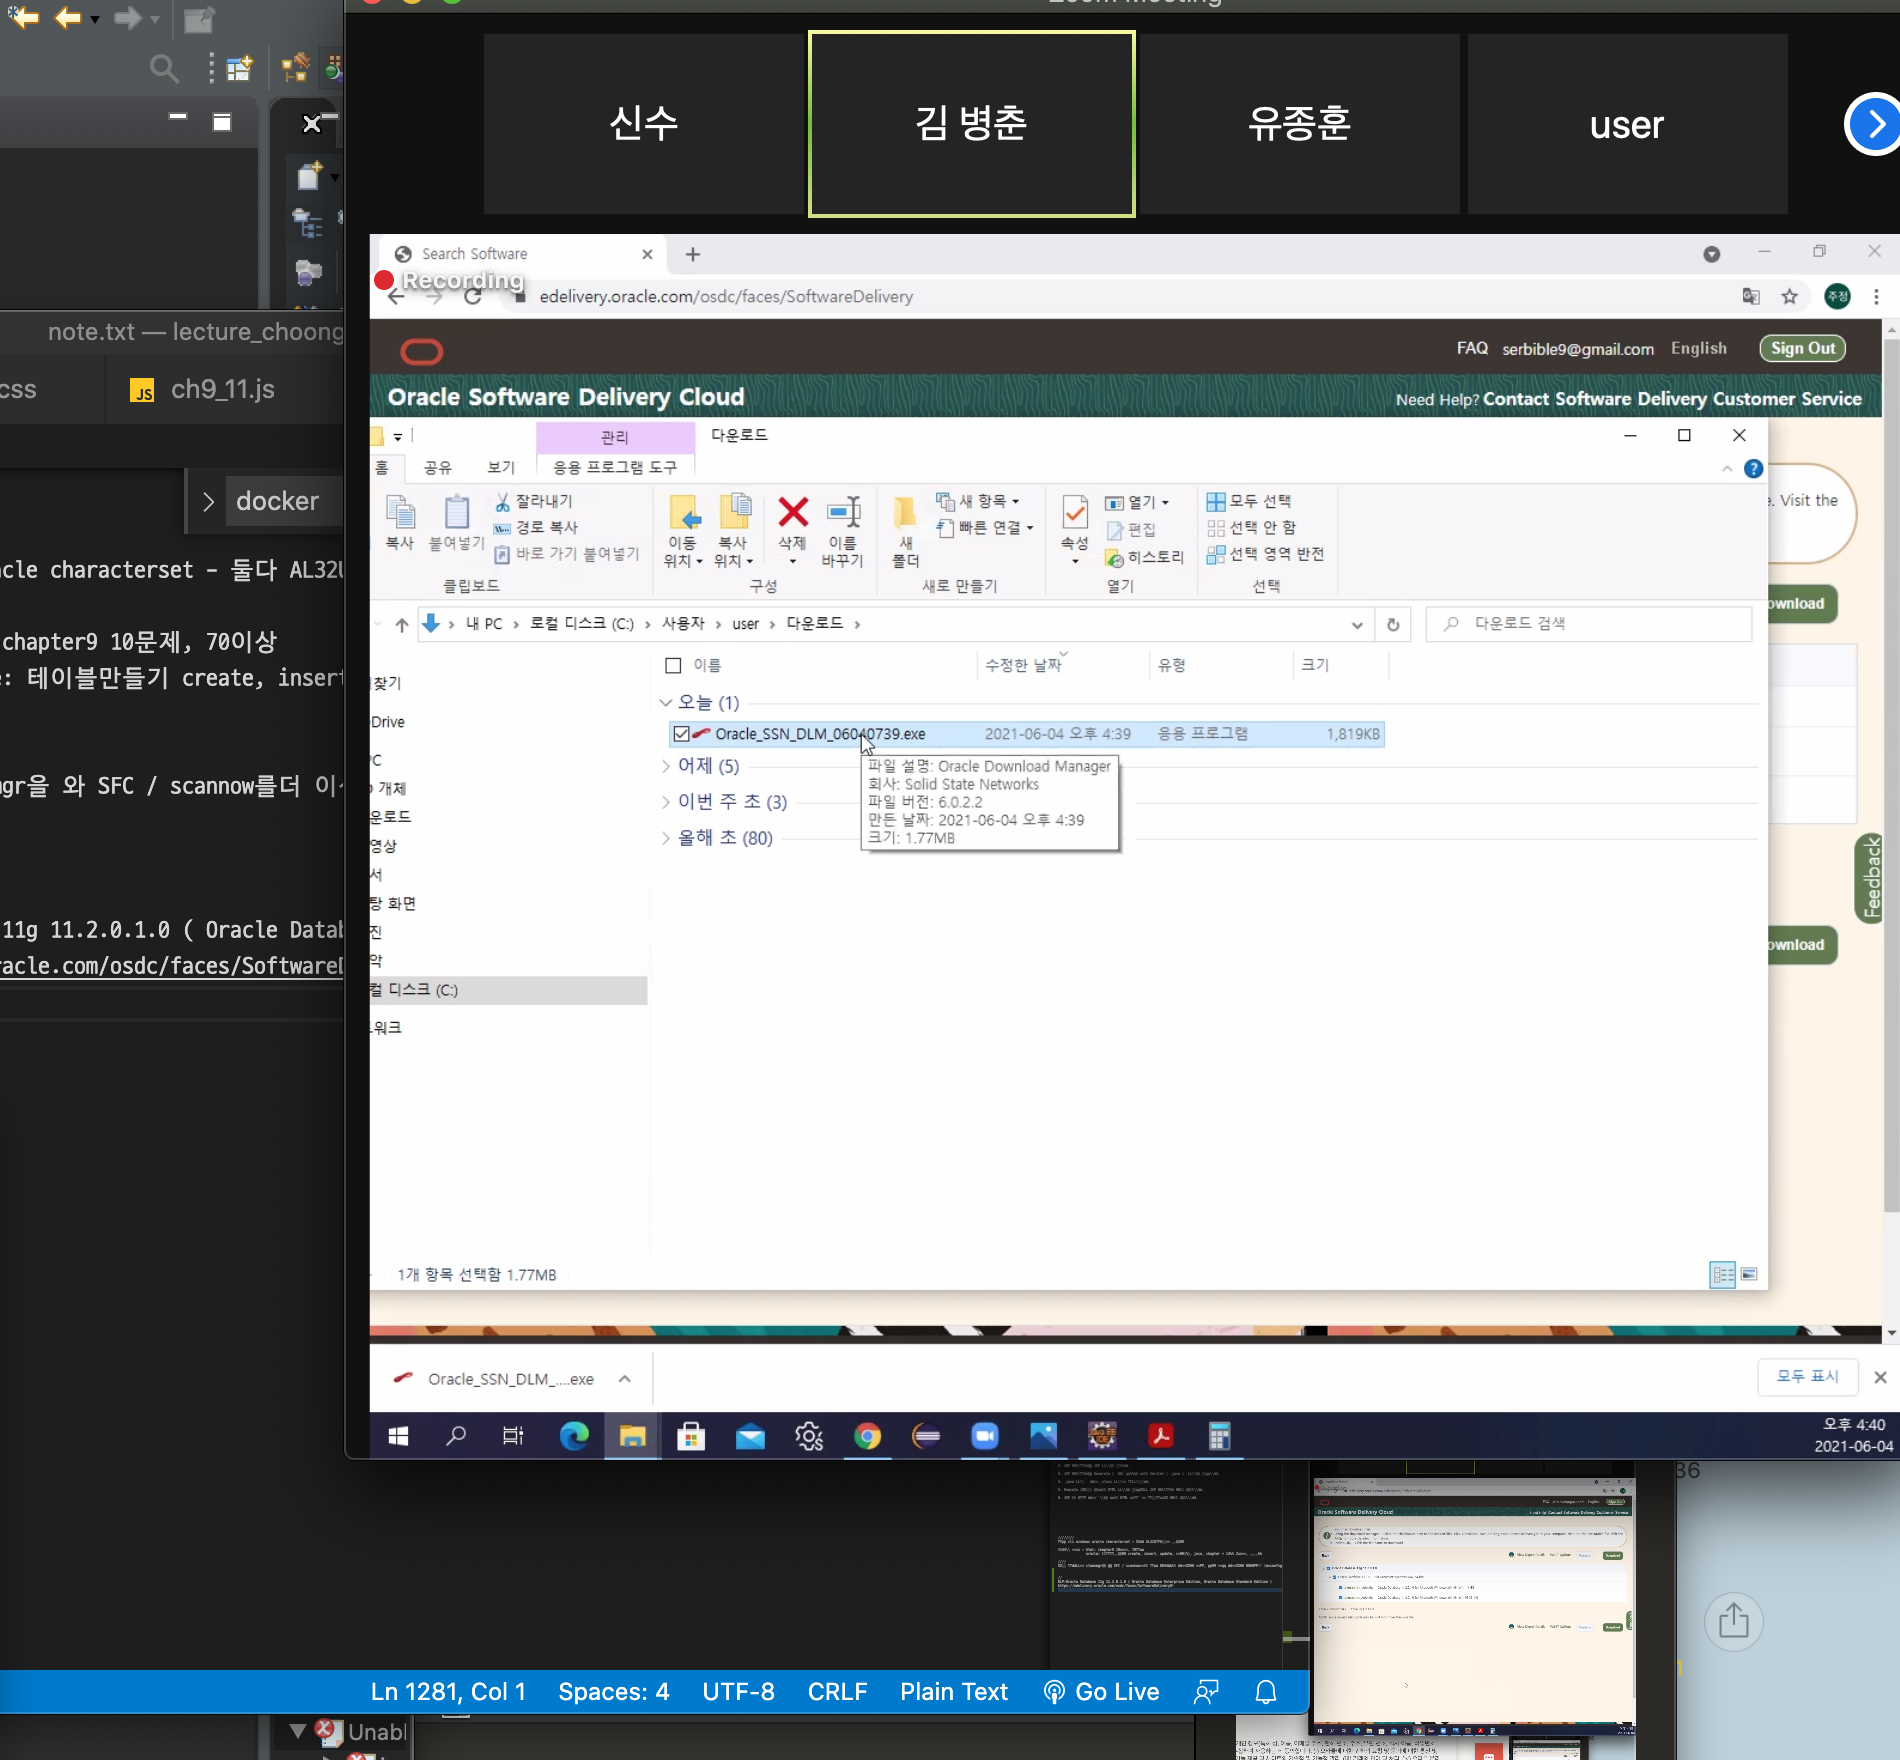 Zoom Meeting
신수
김 병춘
유종훈
user
Search Software
Recording
edelivery.oracle.com/osdc/faces/SoftwareDelivery
주정
note.txt — lecture_choong
css
JS ch9_11.js
docker
FAQ serbible9@gmail.com English Sign Out
Oracle Software Delivery Cloud
Need Help? Contact Software Delivery Customer Service
관리 다운로드
홈 공유 보기 응용 프로그램 도구
복사
붙여넣기
잘라내기
경로 복사
바로 가기 붙여넣기
클립보드
이동 위치
복사 위치
삭제
이름 바꾸기
구성
새 폴더
새 항목
빠른 연결
새로 만들기
속성
열기
편집
히스토리
열기
모두 선택
선택 안 함
선택 영역 반전
선택
. Visit the
ownload
내 PC › 로컬 디스크 (C:) › 사용자 › user › 다운로드 ›
다운로드 검색
이름 수정한 날짜 유형 크기
찾기
Drive
PC
개체
운로드
영상
서
탕 화면
진
악
컬 디스크 (C:)
워크
오늘 (1)
Oracle_SSN_DLM_06040739.exe 2021-06-04 오후 4:39 응용 프로그램 1,819KB
어제 (5)
이번 주 초 (3)
올해 초 (80)
파일 설명: Oracle Download Manager
회사: Solid State Networks
파일 버전: 6.0.2.2
만든 날짜: 2021-06-04 오후 4:39
크기: 1.77MB
Feedback
ownload
1개 항목 선택함 1.77MB
cle characterset - 둘다 AL32U
chapter9 10문제, 70이상
: 테이블만들기 create, insert
mgr을 와 SFC / scannow를더 이
11g 11.2.0.1.0 ( Oracle Datab
racle.com/osdc/faces/SoftwareD
Oracle_SSN_DLM_....exe
모두 표시
오후 4:40
2021-06-04
36
Ln 1281, Col 1 Spaces: 4 UTF-8 CRLF Plain Text Go Live
Unabl